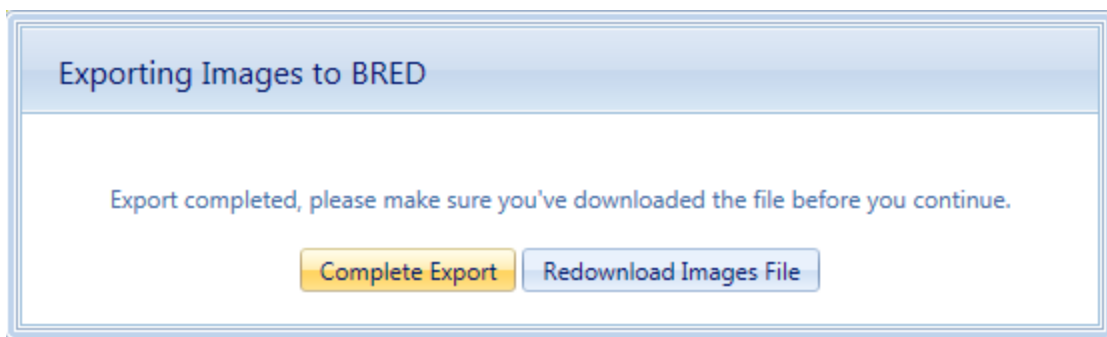 Exporting Images to BRED
Export completed, please make sure you've downloaded the file before you continue.
Complete Export
Redownload Images File